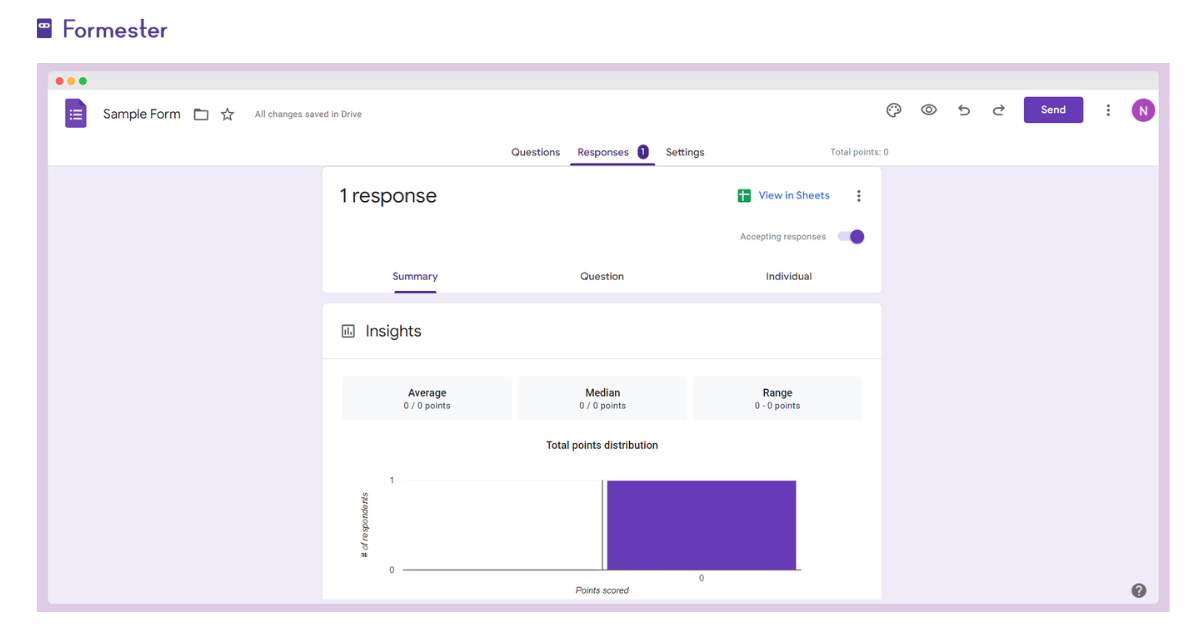 Formester
Sample Form
All changes saved in Drive
Send
N
Questions
Responses 1
Settings
Total points: 0
1 response
View in Sheets
Accepting responses
Summary
Question
Individual
Insights
Average
0 / 0 points
Median
0 / 0 points
Range
0 - 0 points
Total points distribution
1
# of respondents
0
0
Points scored
?